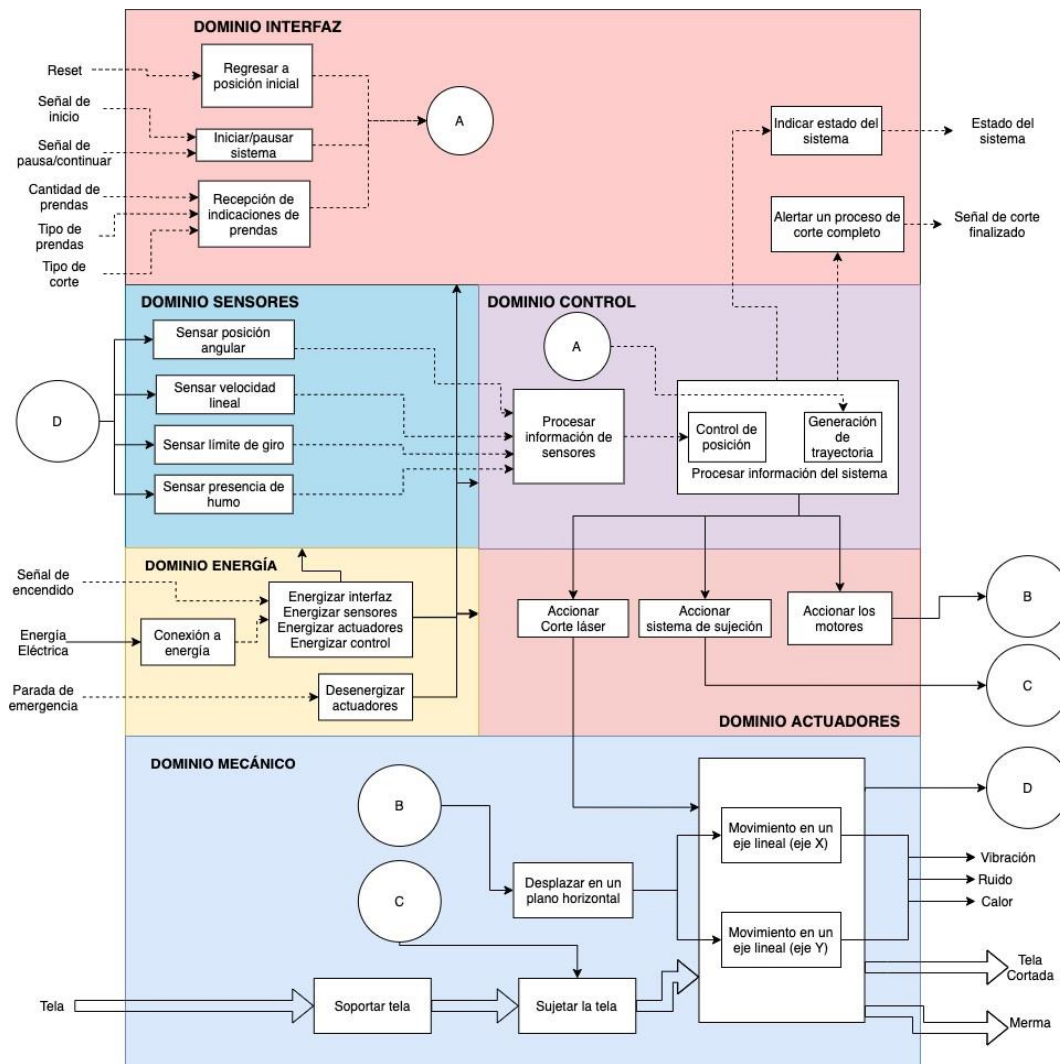 DOMINIO INTERFAZ
Reset
Regresar a
posición inicial
A
Señal de
inicio
Señal de
pausa/continuar
Iniciar/pausar
sistema
Cantidad de
prendas
Tipo de
prendas
Tipo de
corte
Recepción de
indicaciones de
prendas
Indicar estado del
sistema
Estado del
sistema
Alertar un proceso de
corte completo
Señal de corte
finalizado
DOMINIO SENSORES
D
Sensar posición
angular
Sensar velocidad
lineal
Sensar límite de giro
Sensar presencia de
humo
DOMINIO CONTROL
A
Procesar
información de
sensores
Control de
posición
Generación
de
trayectoria
Procesar información del sistema
DOMINIO ENERGÍA
Señal de
encendido
Energía
Eléctrica
Conexión a
energía
Energizar interfaz
Energizar sensores
Energizar actuadores
Energizar control
Parada de
emergencia
Desenergizar
actuadores
Accionar
Corte láser
Accionar
sistema de sujeción
Accionar los
motores
B
C
DOMINIO ACTUADORES
DOMINIO MECÁNICO
B
C
D
Desplazar en un
plano horizontal
Movimiento en un
eje lineal (eje X)
Movimiento en un
eje lineal (eje Y)
Vibración
Ruido
Calor
Tela
Soportar tela
Sujetar la tela
Tela
Cortada
Merma